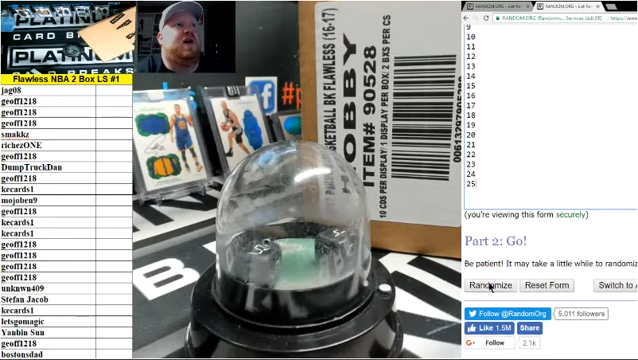 PLATINUM
CARD BREAKS
PLATINUM
BREAKS
Flawless NBA 2 Box LS #1
jag08
geoff1218
geoff1218
geoff1218
smakkz
richezONE
geoff1218
DumpTruckDan
geoff1218
kecards1
mojoben9
geoff1218
kecards1
kecards1
geoff1218
geoff1218
geoff1218
geoff1218
unknwn409
Stefan Jacob
kecards1
letsgomagic
Yanbin Sun
geoff1218
bostonsdad
BASKETBALL BK FLAWLESS (16-17)
HOBBY
ITEM# 90528
10 CDS PER DISPLAY/1 DISPLAY PER BOX/ 2 BXS PER CS
#p
9
10
11
12
13
14
15
16
17
18
19
20
21
22
23
24
25
(you're viewing this form securely)
Part 2: Go!
Be patient! It may take a little while to randomiz
Randomize
Reset Form
Switch to A
Follow @RandomOrg
5,011 followers
Like 1.5M
Share
G+ Follow
2.1k